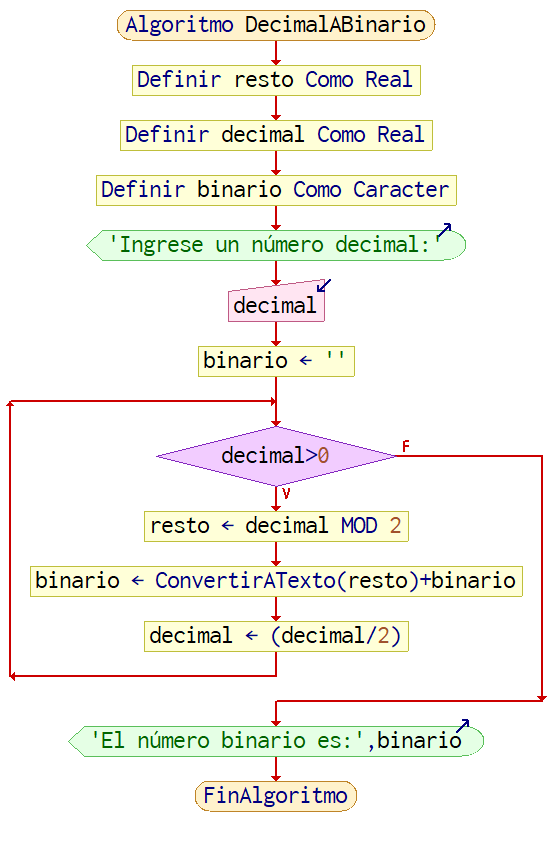 Algoritmo DecimalABinario
Definir resto Como Real
Definir decimal Como Real
Definir binario Como Caracter
'Ingrese un número decimal:'
decimal
binario ← ''
decimal>0
F
V
resto ← decimal MOD 2
binario ← ConvertirATexto(resto)+binario
decimal ← (decimal/2)
'El número binario es:',binario
FinAlgoritmo